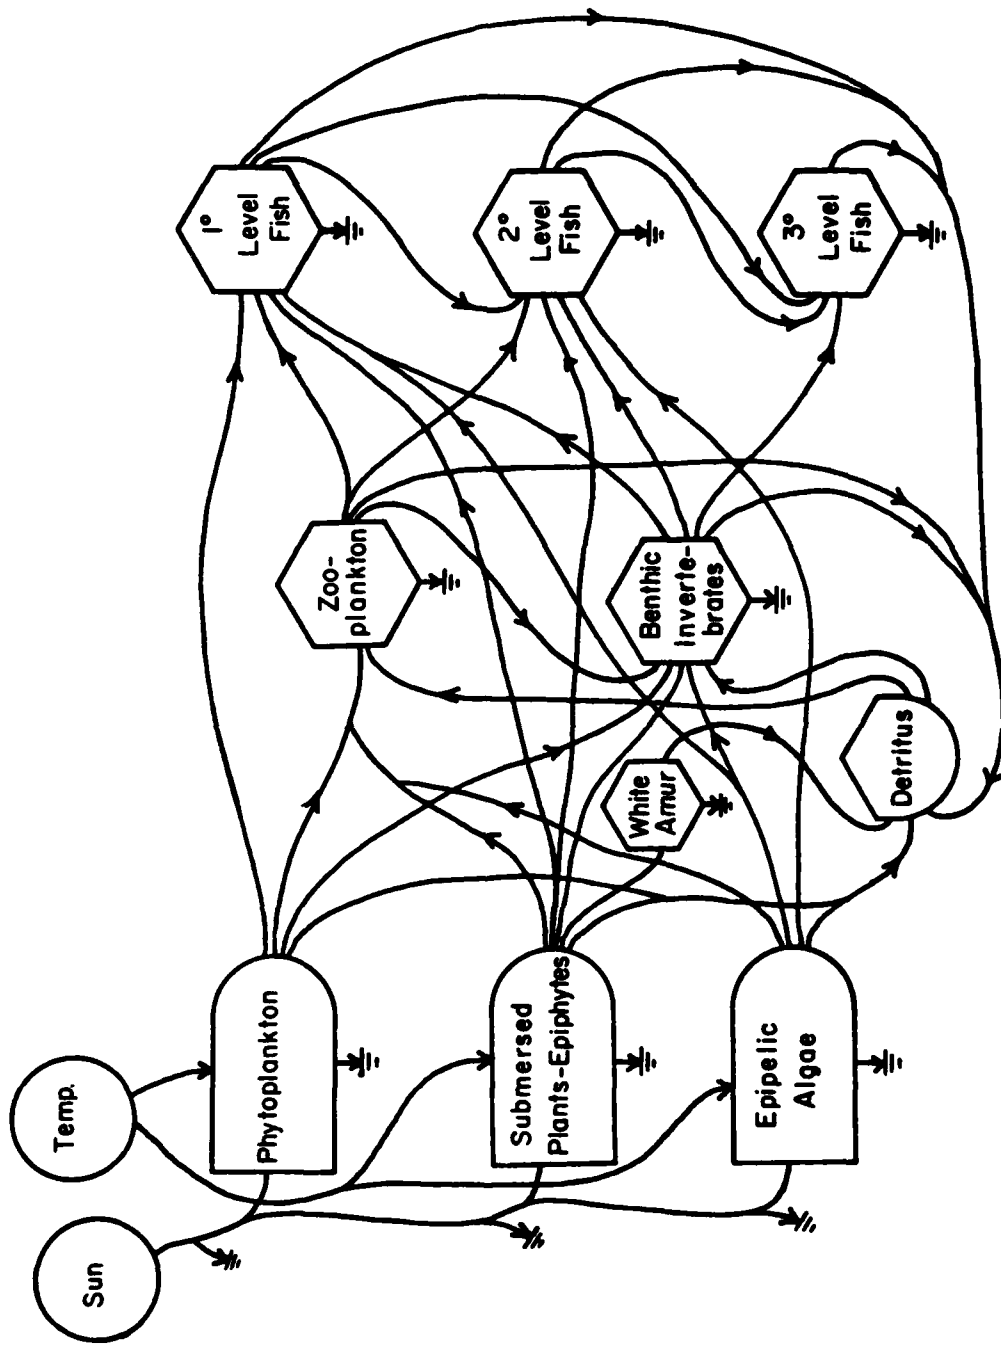 Sun
Temp.
Phytoplankton
Submersed
Plants-Epiphytes
Epipelic
Algae
Zoo-
plankton
White
Amur
Benthic
Inverte-
brates
Detritus
1°
Level
Fish
2°
Level
Fish
3°
Level
Fish